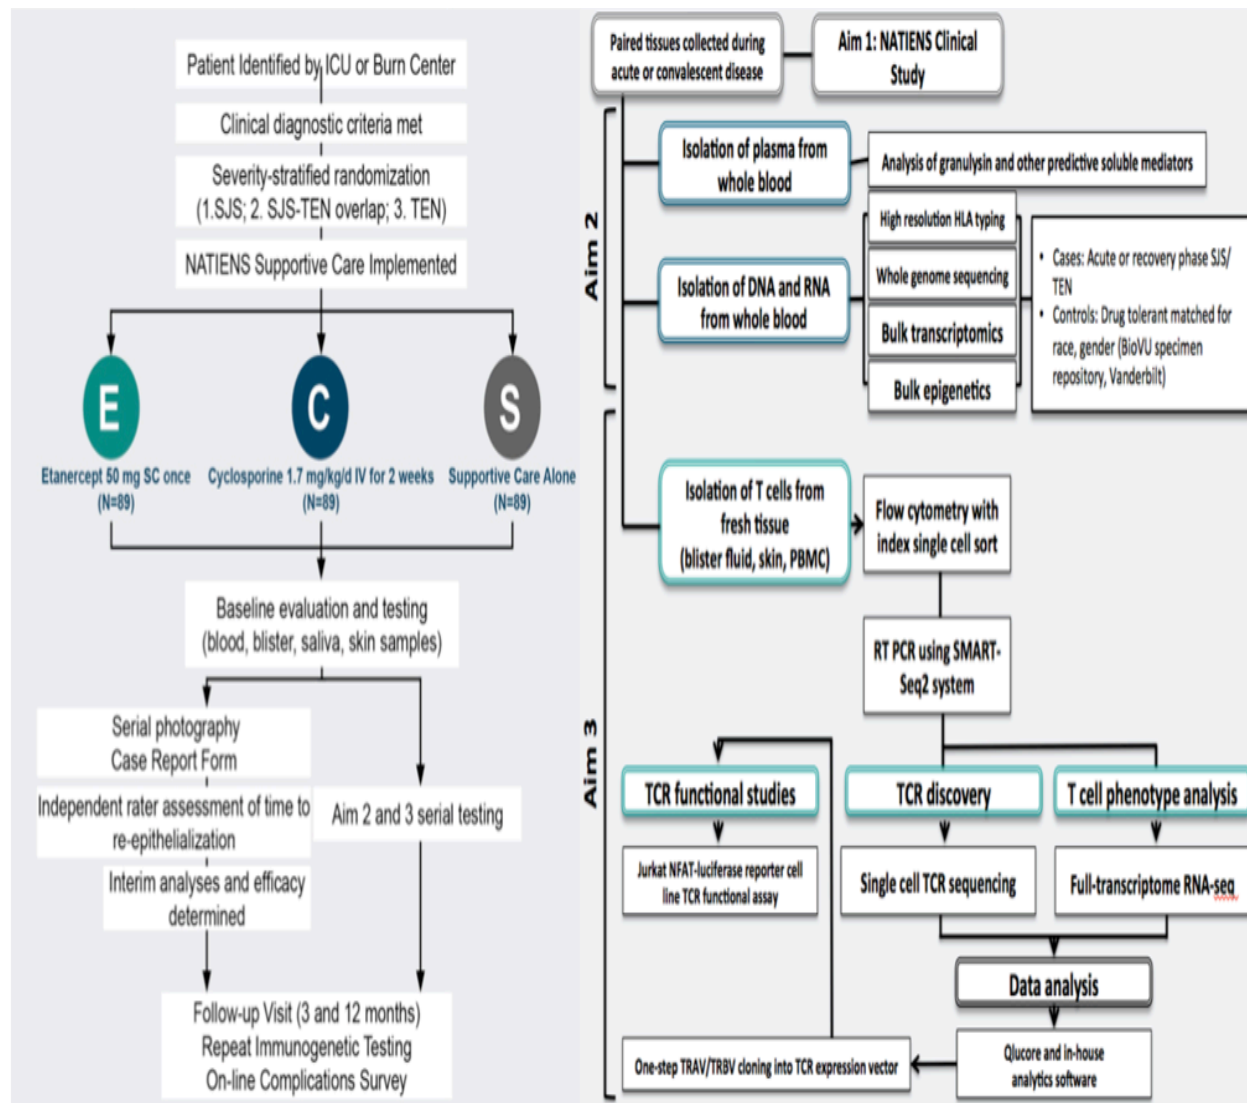 Patient Identified by ICU or Burn Center
Clinical diagnostic criteria met
Severity-stratified randomization
(1.SJS; 2. SJS-TEN overlap; 3. TEN)
NATIENS Supportive Care Implemented
E
C
S
Etanercept 50 mg SC once
(N=89)
Cyclosporine 1.7 mg/kg/d IV for 2 weeks
(N=89)
Supportive Care Alone
(N=89)
Baseline evaluation and testing
(blood, blister, saliva, skin samples)
Serial photography
Case Report Form
Independent rater assessment of time to
re-epithelialization
Interim analyses and efficacy
determined
Aim 2 and 3 serial testing
Follow-up Visit (3 and 12 months)
Repeat Immunogenetic Testing
On-line Complications Survey
Paired tissues collected during
acute or convalescent disease
Aim 1: NATIENS Clinical
Study
Aim 2
Isolation of plasma from
whole blood
Analysis of granulysin and other predictive soluble mediators
Isolation of DNA and RNA
from whole blood
High resolution HLA typing
Whole genome sequencing
Bulk transcriptomics
Bulk epigenetics
• Cases: Acute or recovery phase SJS/
TEN
• Controls: Drug tolerant matched for
race, gender (BioVU specimen
repository, Vanderbilt)
Aim 3
Isolation of T cells from
fresh tissue
(blister fluid, skin, PBMC)
Flow cytometry with
index single cell sort
RT PCR using SMART-
Seq2 system
TCR functional studies
TCR discovery
T cell phenotype analysis
Jurkat NFAT-luciferase reporter cell
line TCR functional assay
Single cell TCR sequencing
Full-transcriptome RNA-seq
Data analysis
One-step TRAV/TRBV cloning into TCR expression vector
Qlucore and in-house
analytics software